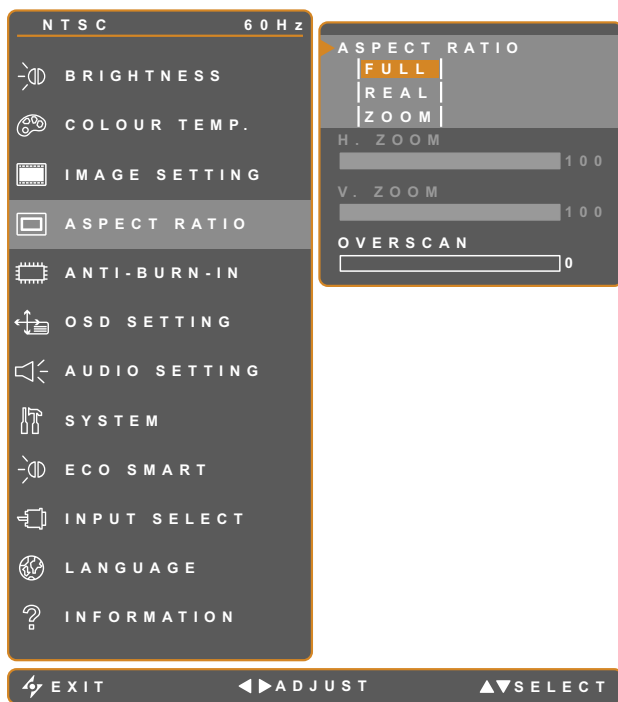 NTSC 60Hz
BRIGHTNESS
COLOUR TEMP.
IMAGE SETTING
ASPECT RATIO
ANTI-BURN-IN
OSD SETTING
AUDIO SETTING
SYSTEM
ECO SMART
INPUT SELECT
LANGUAGE
INFORMATION
ASPECT RATIO
FULL
REAL
ZOOM
H. ZOOM
100
V. ZOOM
100
OVERSCAN
0
EXIT ADJUST SELECT